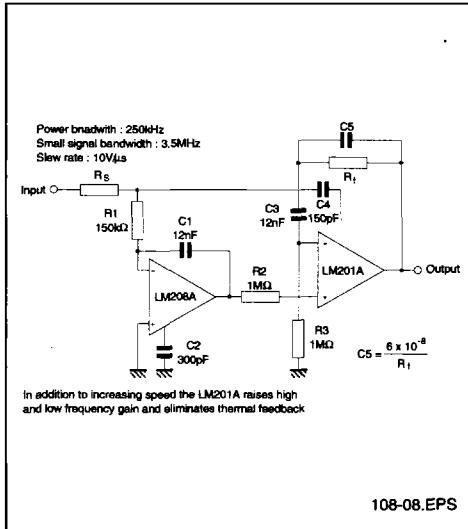 Power bnadwith : 250kHz
Small signal bandwidth : 3.5MHz
Slew rate : 10V/µs
C5
Input
RS
Rf
C4
150pF
C3
12nF
R1
150kΩ
C1
12nF
LM208A
R2
1MΩ
LM201A
Output
C2
300pF
R3
1MΩ
C5 = 6 x 10-8 / Rf
In addition to increasing speed the LM201A raises high
and low frequency gain and eliminates thermal feedback
108-08.EPS